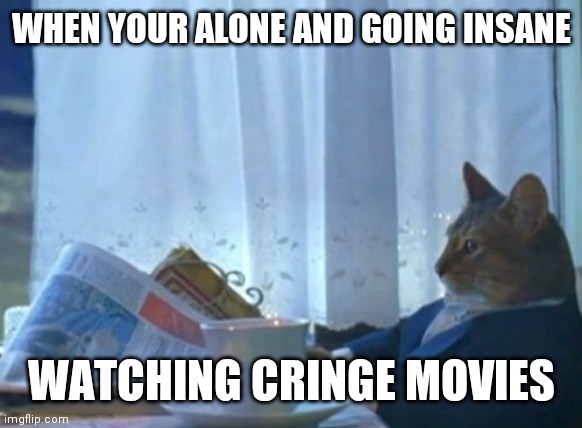 WHEN YOUR ALONE AND GOING INSANE
WATCHING CRINGE MOVIES
imgflip.com